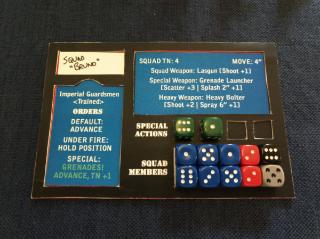 SQUAD
"BRUNO"
Imperial Guardsmen
<Trained>
ORDERS
DEFAULT:
ADVANCE
UNDER FIRE:
HOLD POSITION
SPECIAL:
GRENADES!
ADVANCE, TN +1
SQUAD TN: 4 MOVE: 4"
Squad Weapon: Lasgun [Shoot +1]
Special Weapon: Grenade Launcher
[Scatter +3 | Splash 2" +1]
Heavy Weapon: Heavy Bolter
[Shoot +2 | Spray 6" +1]
SPECIAL
ACTIONS
SQUAD
MEMBERS